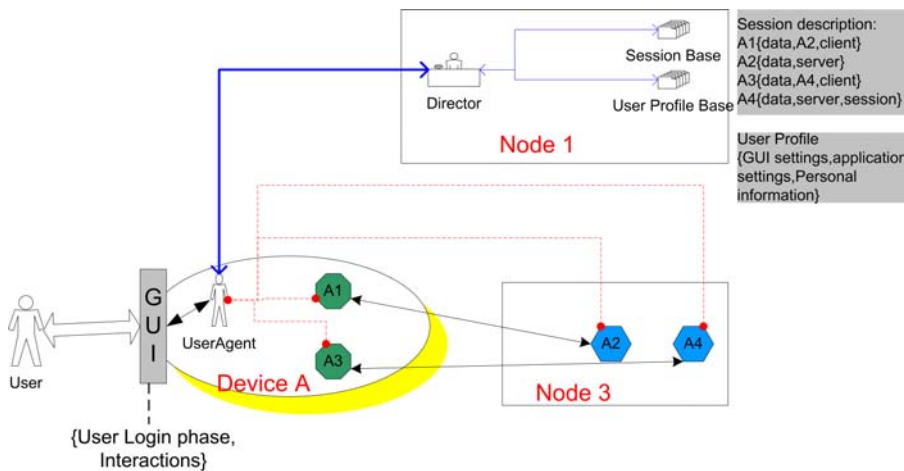 Session description:
A1{data,A2,client}
A2{data,server}
A3{data,A4,client}
A4{data,server,session}
Session Base
Director
User Profile Base
Node 1
User Profile
{GUI settings,application
settings,Personal
information}
G
U
I
A1
UserAgent
A2
A4
A3
User
Device A
Node 3
{User Login phase,
Interactions}